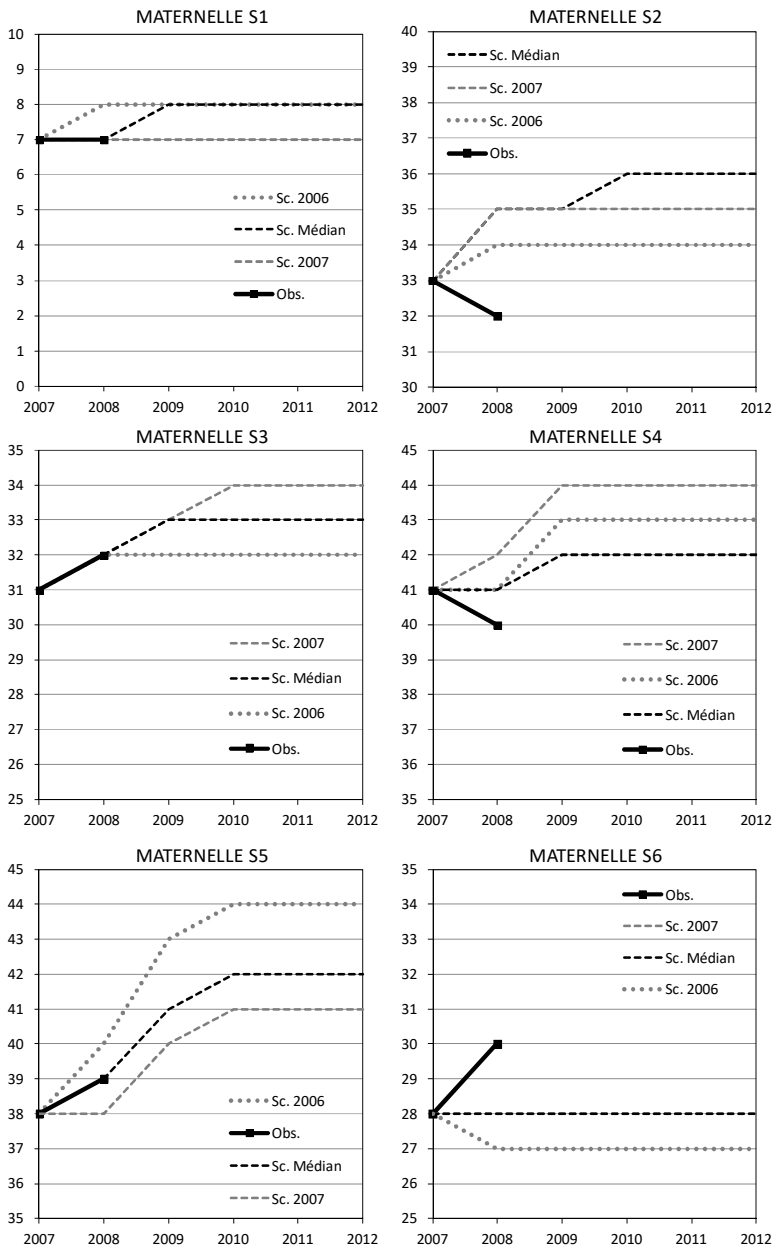 MATERNELLE S1
10
9
8
7
6
5
4
3
2
1
0
Sc. 2006
Sc. Médian
Sc. 2007
Obs.
2007 2008 2009 2010 2011 2012
MATERNELLE S2
40
39
38
37
36
35
34
33
32
31
30
Sc. Médian
Sc. 2007
Sc. 2006
Obs.
2007 2008 2009 2010 2011 2012
MATERNELLE S3
35
34
33
32
31
30
29
28
27
26
25
Sc. 2007
Sc. Médian
Sc. 2006
Obs.
2007 2008 2009 2010 2011 2012
MATERNELLE S4
45
44
43
42
41
40
39
38
37
36
35
Sc. 2007
Sc. 2006
Sc. Médian
Obs.
2007 2008 2009 2010 2011 2012
MATERNELLE S5
45
44
43
42
41
40
39
38
37
36
35
Sc. 2006
Obs.
Sc. Médian
Sc. 2007
2007 2008 2009 2010 2011 2012
MATERNELLE S6
35
34
33
32
31
30
29
28
27
26
25
Obs.
Sc. 2007
Sc. Médian
Sc. 2006
2007 2008 2009 2010 2011 2012